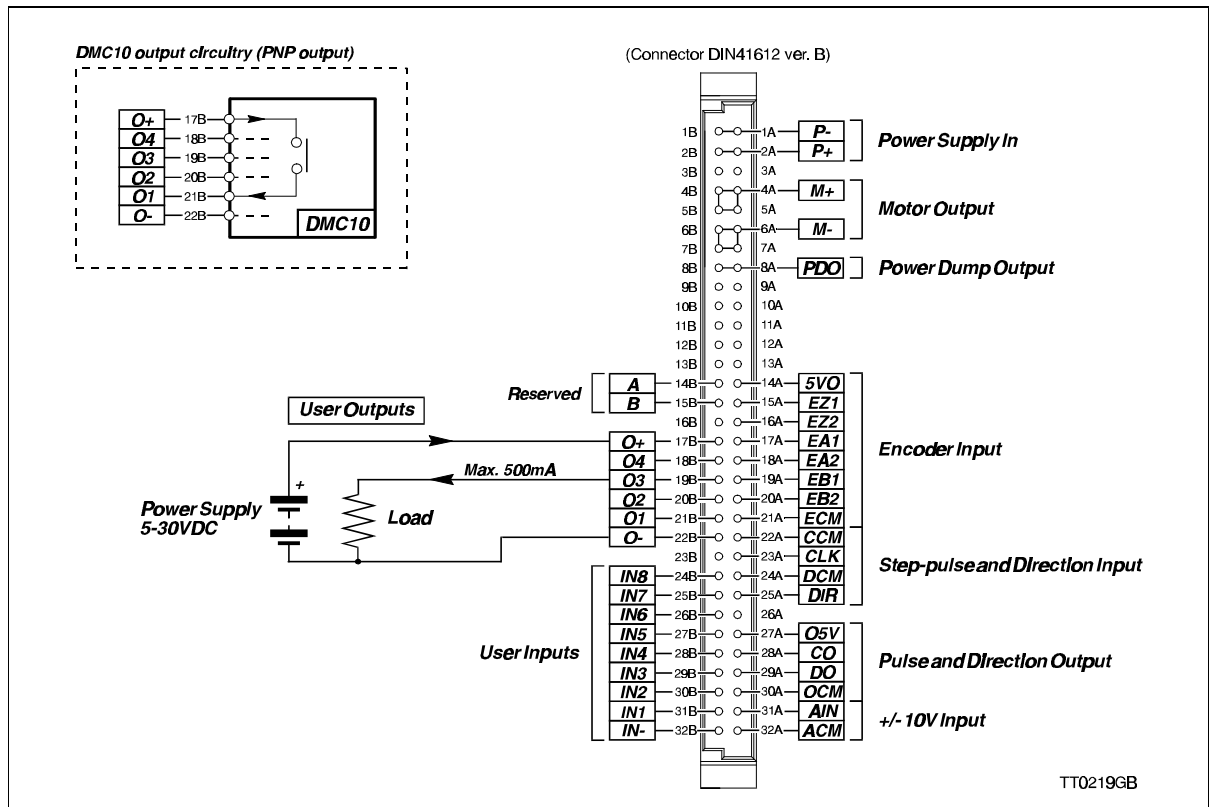 DMC10 output circuitry (PNP output)
O+ 17B
O4 18B
O3 19B
O2 20B
O1 21B
O- 22B
DMC10
(Connector DIN41612 ver. B)
1B 1A P-
2B 2A P+
Power Supply In
3B 3A
4B 4A M+
5B 5A
Motor Output
6B 6A M-
7B 7A
8B 8A PDO Power Dump Output
9B 9A
10B 10A
11B 11A
12B 12A
13B 13A
Reserved
A 14B 14A 5VO
B 15B 15A EZ1
16B 16A EZ2
User Outputs
O+ 17B 17A EA1
Encoder Input
O4 18B 18A EA2
Max. 500mA
O3 19B 19A EB1
O2 20B 20A EB2
O1 21B 21A ECM
O- 22B 22A CCM
+
Power Supply
5-30VDC
Load
23B 23A CLK
Step-pulse and Direction Input
IN8 24B 24A DCM
IN7 25B 25A DIR
IN6 26B 26A
IN5 27B 27A O5V
User Inputs
IN4 28B 28A CO
Pulse and Direction Output
IN3 29B 29A DO
IN2 30B 30A OCM
IN1 31B 31A AIN
+/- 10V Input
IN- 32B 32A ACM
TT0219GB